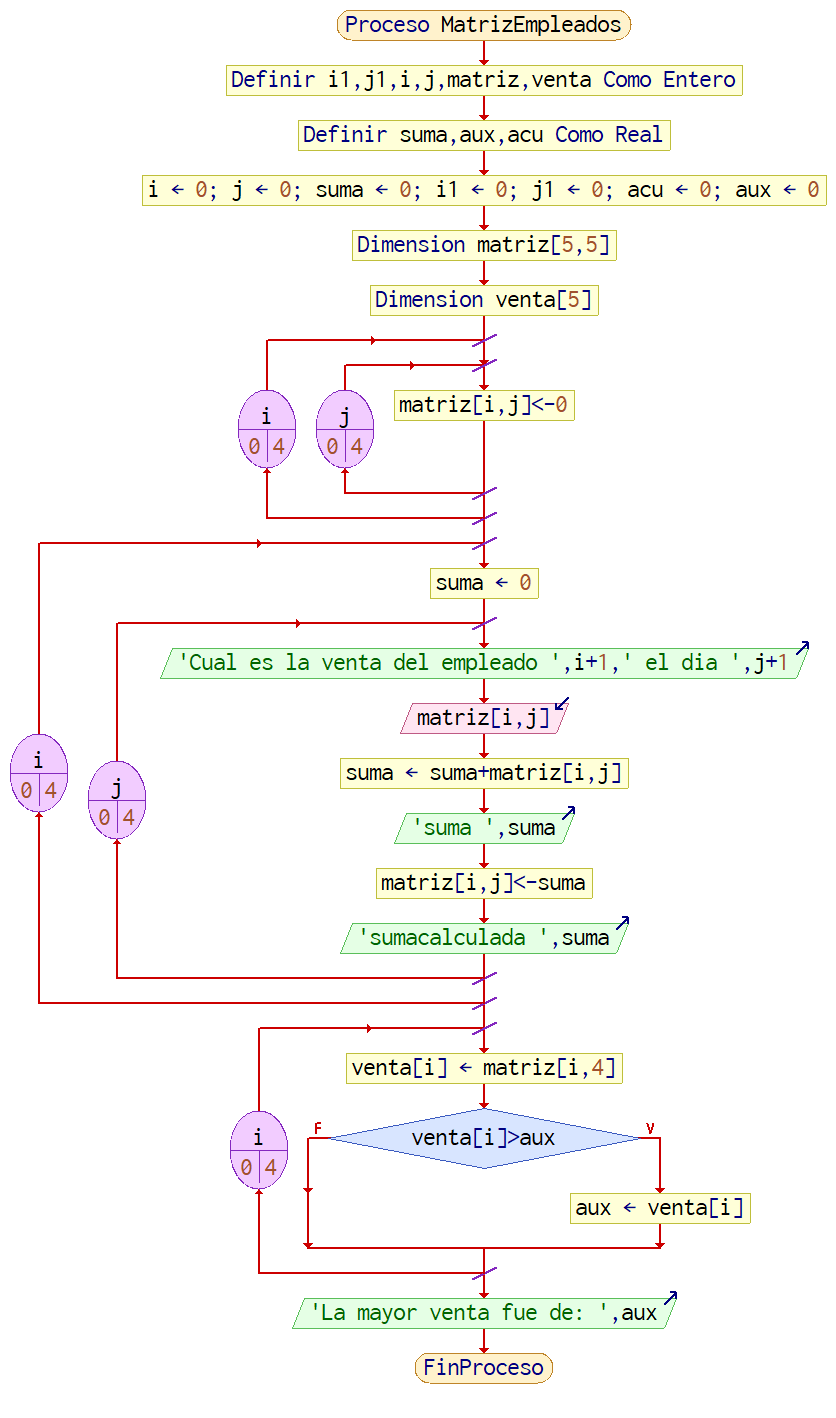 Proceso MatrizEmpleados
Definir i1,j1,i,j,matriz,venta Como Entero
Definir suma,aux,acu Como Real
i ← 0; j ← 0; suma ← 0; i1 ← 0; j1 ← 0; acu ← 0; aux ← 0
Dimension matriz[5,5]
Dimension venta[5]
i
0 4
j
0 4
matriz[i,j]<-0
suma ← 0
'Cual es la venta del empleado ',i+1,' el dia ',j+1
matriz[i,j]
i
0 4
j
0 4
suma ← suma+matriz[i,j]
'suma ',suma
matriz[i,j]<-suma
'sumacalculada ',suma
venta[i] ← matriz[i,4]
i
0 4
F
venta[i]>aux
V
aux ← venta[i]
'La mayor venta fue de: ',aux
FinProceso